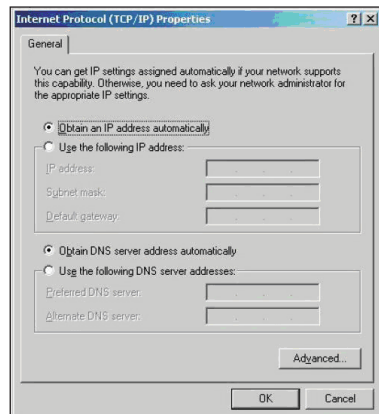 Internet Protocol (TCP/IP) Properties
General
You can get IP settings assigned automatically if your network supports
this capability. Otherwise, you need to ask your network administrator for
the appropriate IP settings.
Obtain an IP address automatically
Use the following IP address:
IP address:
Subnet mask:
Default gateway:
Obtain DNS server address automatically
Use the following DNS server addresses:
Preferred DNS server:
Alternate DNS server:
Advanced...
OK Cancel